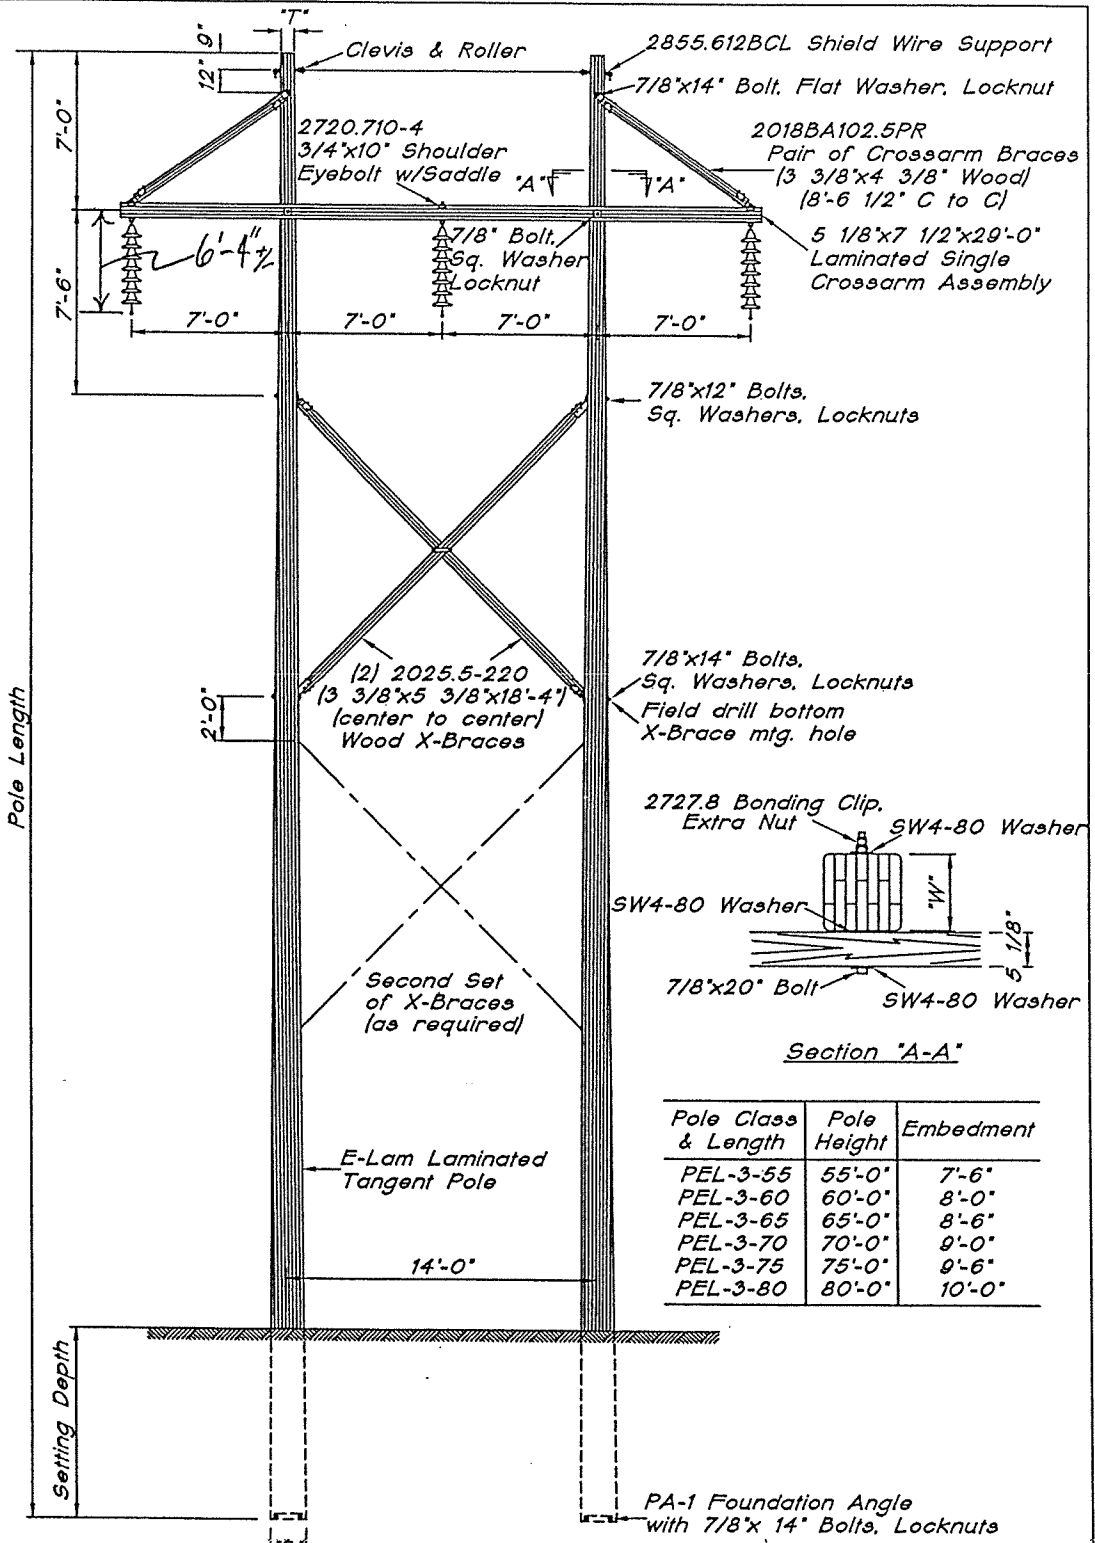 "T"
Clevis & Roller
2855.612BCL Shield Wire Support
9"
12"
7/8"x14" Bolt, Flat Washer, Locknut
7'-0"
2720.710-4
3/4"x10" Shoulder
Eyebolt w/Saddle
"A"
"A"
2018BA102.5PR
Pair of Crossarm Braces
(3 3/8"x4 3/8" Wood)
(8'-6 1/2" C to C)
6'-4" +/-
7/8" Bolt,
Sq. Washer
Locknut
5 1/8"x7 1/2"x29'-0"
Laminated Single
Crossarm Assembly
7'-6"
7'-0"
7'-0"
7'-0"
7'-0"
7/8"x12" Bolts,
Sq. Washers, Locknuts
Pole Length
2'-0"
(2) 2025.5-220
(3 3/8"x5 3/8"x18'-4")
(center to center)
Wood X-Braces
7/8"x14" Bolts,
Sq. Washers, Locknuts
Field drill bottom
X-Brace mtg. hole
2727.8 Bonding Clip,
Extra Nut
SW4-80 Washer
SW4-80 Washer
"W"
5 1/8"
7/8"x20" Bolt
SW4-80 Washer
Section "A-A"
Second Set
of X-Braces
(as required)
Pole Class & Length Pole Height Embedment
PEL-3-55 55'-0" 7'-6"
PEL-3-60 60'-0" 8'-0"
PEL-3-65 65'-0" 8'-6"
PEL-3-70 70'-0" 9'-0"
PEL-3-75 75'-0" 9'-6"
PEL-3-80 80'-0" 10'-0"
E-Lam Laminated
Tangent Pole
14'-0"
Setting Depth
PA-1 Foundation Angle
with 7/8"x 14" Bolts, Locknuts